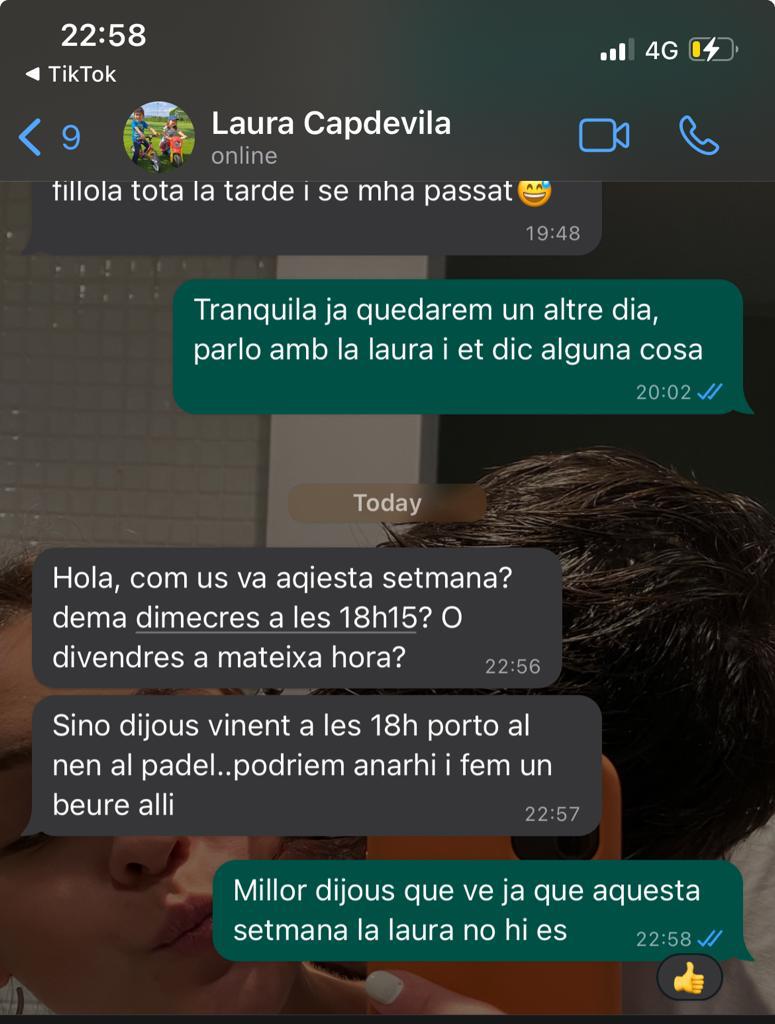 22:58
4G
◀ TikTok
9
Laura Capdevila
online
fillola tota la tarde i se mha passat😅
19:48
Tranquila ja quedarem un altre dia,
parlo amb la laura i et dic alguna cosa
20:02
Today
Hola, com us va aqiesta setmana?
dema dimecres a les 18h15? O
divendres a mateixa hora?
22:56
Sino dijous vinent a les 18h porto al
nen al padel..podriem anarhi i fem un
beure alli
22:57
Millor dijous que ve ja que aquesta
setmana la laura no hi es
22:58
👍